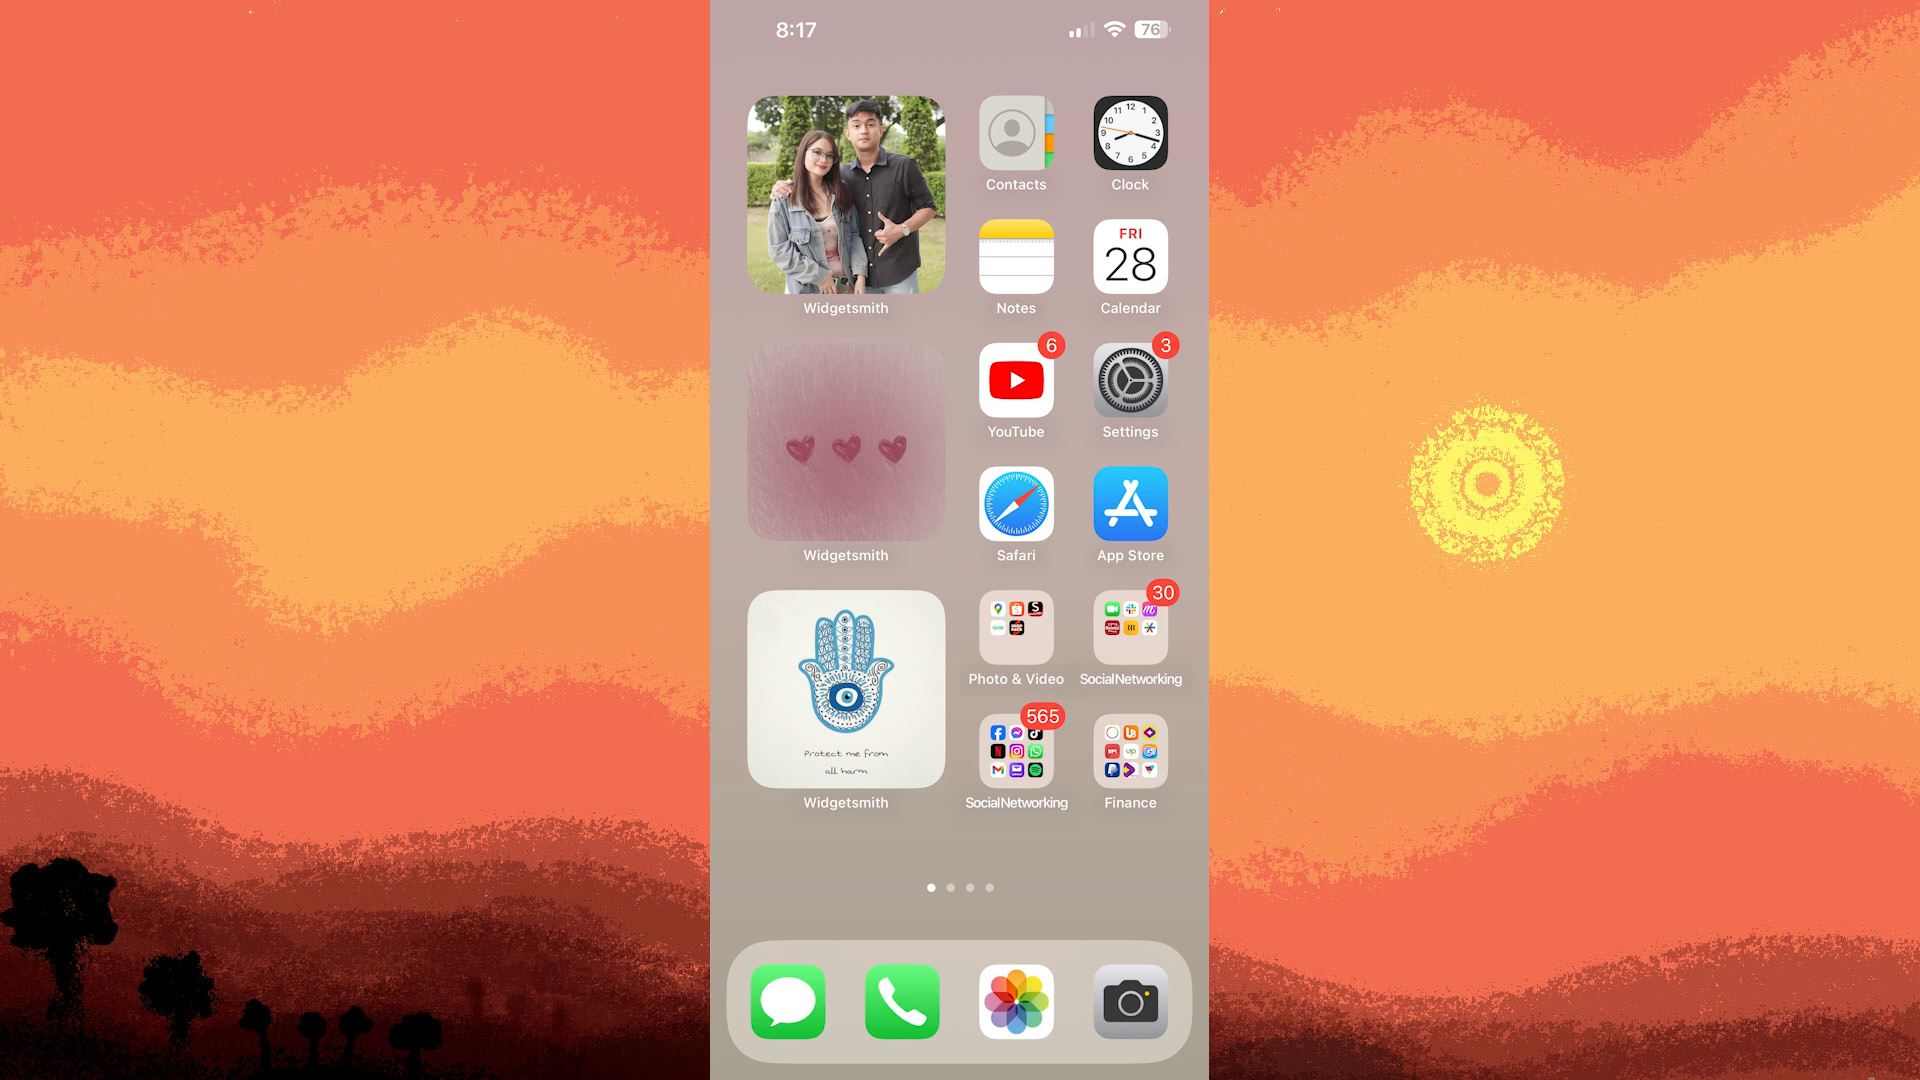 8:17
76
Widgetsmith
Contacts
Clock
Notes
FRI
28
Calendar
Widgetsmith
6
YouTube
3
Settings
Safari
App Store
Protect me from
all harm
Widgetsmith
Photo & Video
30
SocialNetworking
565
SocialNetworking
Finance